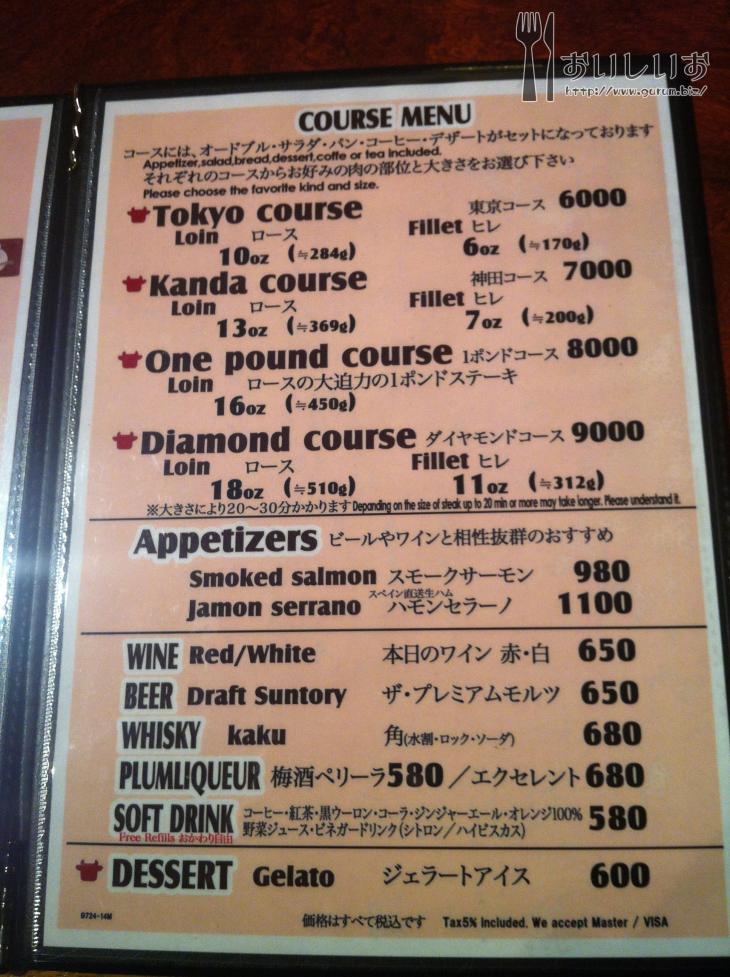 おいしいお
http://www.gurum.biz/
COURSE MENU
コースには、オードブル・サラダ・パン・コーヒー・デザートがセットになっております
Appetizer,salad,bread,dessert,coffe or tea included.
それぞれのコースからお好みの肉の部位と大きさをお選び下さい
Please choose the favorite kind and size.
Tokyo course 東京コース 6000
Loin ロース Fillet ヒレ
10oz (≒284g) 6oz (≒170g)
Kanda course 神田コース 7000
Loin ロース Fillet ヒレ
13oz (≒369g) 7oz (≒200g)
One pound course 1ポンドコース 8000
Loin ロースの大迫力の1ポンドステーキ
16oz (≒450g)
Diamond course ダイヤモンドコース 9000
Loin ロース Fillet ヒレ
18oz (≒510g) 11oz (≒312g)
※大きさにより20〜30分かかります Depanding on the size of steak up to 20 min or more may take longer. Please understand it.
Appetizers ビールやワインと相性抜群のおすすめ
Smoked salmon スモークサーモン 980
スペイン直送生ハム
Jamon serrano ハモンセラーノ 1100
WINE Red/White 本日のワイン 赤・白 650
BEER Draft Suntory ザ・プレミアムモルツ 650
WHISKY kaku 角(水割・ロック・ソーダ) 680
PLUMLIQUEUR 梅酒ペリーラ580 /エクセレント680
SOFT DRINK コーヒー・紅茶・黒ウーロン・コーラ・ジンジャーエール・オレンジ100% 580
Free Refills おかわり自由 野菜ジュース・ビネガードリンク(シトロン/ハイビスカス)
DESSERT Gelato ジェラートアイス 600
9724-14M 価格はすべて税込です Tax5% included. We accept Master / VISA